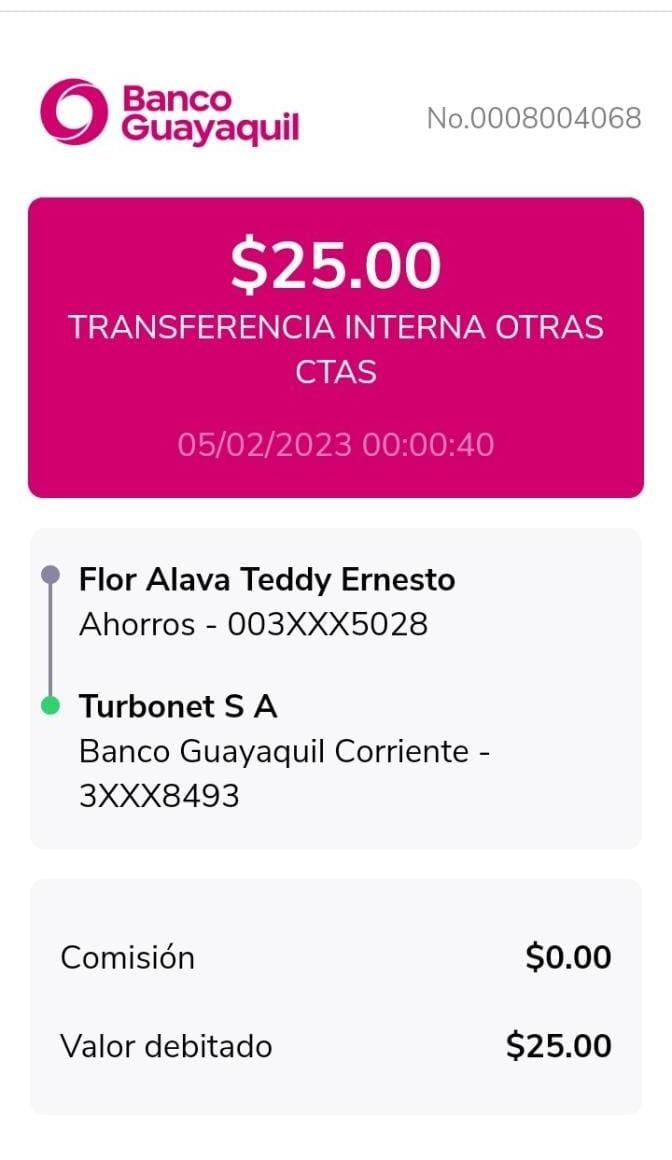 Banco
Guayaquil
No.0008004068
$25.00
TRANSFERENCIA INTERNA OTRAS
CTAS
05/02/2023 00:00:40
Flor Alava Teddy Ernesto
Ahorros - 003XXX5028
Turbonet S A
Banco Guayaquil Corriente -
3XXX8493
Comisión $0.00
Valor debitado $25.00